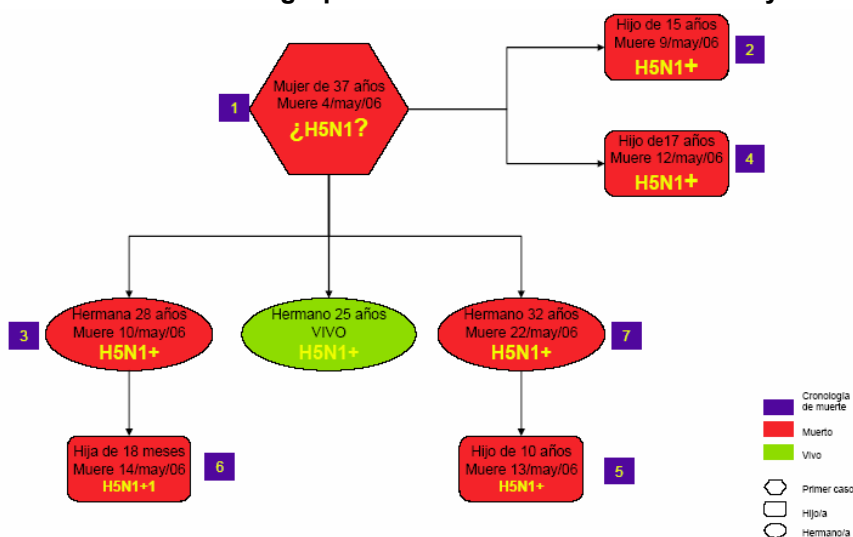 1
Mujer de 37 años
Muere 4/may/06
¿H5N1?
Hijo de 15 años
Muere 9/may/06
H5N1+
2
Hijo de17 años
Muere 12/may/06
H5N1+
4
3
Hermana 28 años
Muere 10/may/06
H5N1+
Hermano 25 años
VIVO
H5N1+
Hermano 32 años
Muere 22/may/06
H5N1+
7
Hija de 18 meses
Muere 14/may/06
H5N1+1
6
Hijo de 10 años
Muere 13/may/06
H5N1+
5
Cronología
de muerte
Muerto
Vivo
Primer caso
Hijo/a
Hermano/a